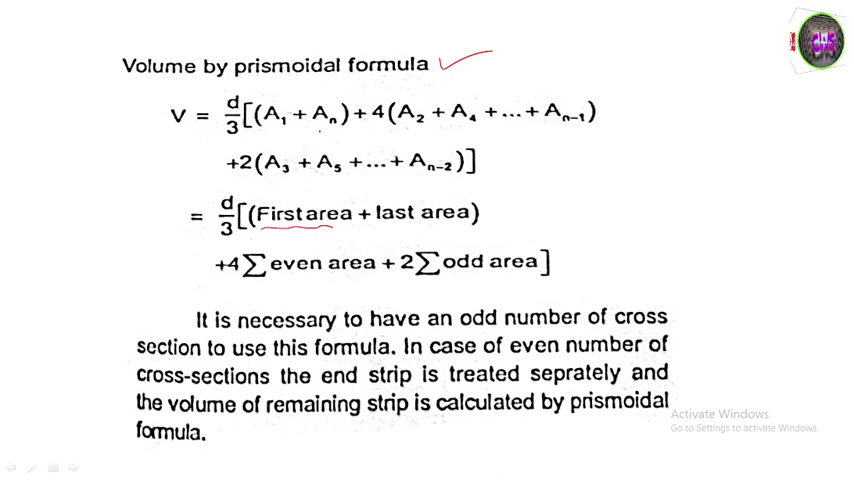 CHS
Volume by prismoidal formula
V = d/3[(A₁ + Aₙ) + 4(A₂ + A₄ + ... + Aₙ₋₁)
+2(A₃ + A₅ + ... + Aₙ₋₂)]
= d/3[(First area + last area)
+4∑even area + 2∑odd area]
It is necessary to have an odd number of cross
section to use this formula. In case of even number of
cross-sections the end strip is treated seprately and
the volume of remaining strip is calculated by prismoidal
formula.
Activate Windows
Go to Settings to activate Windows.